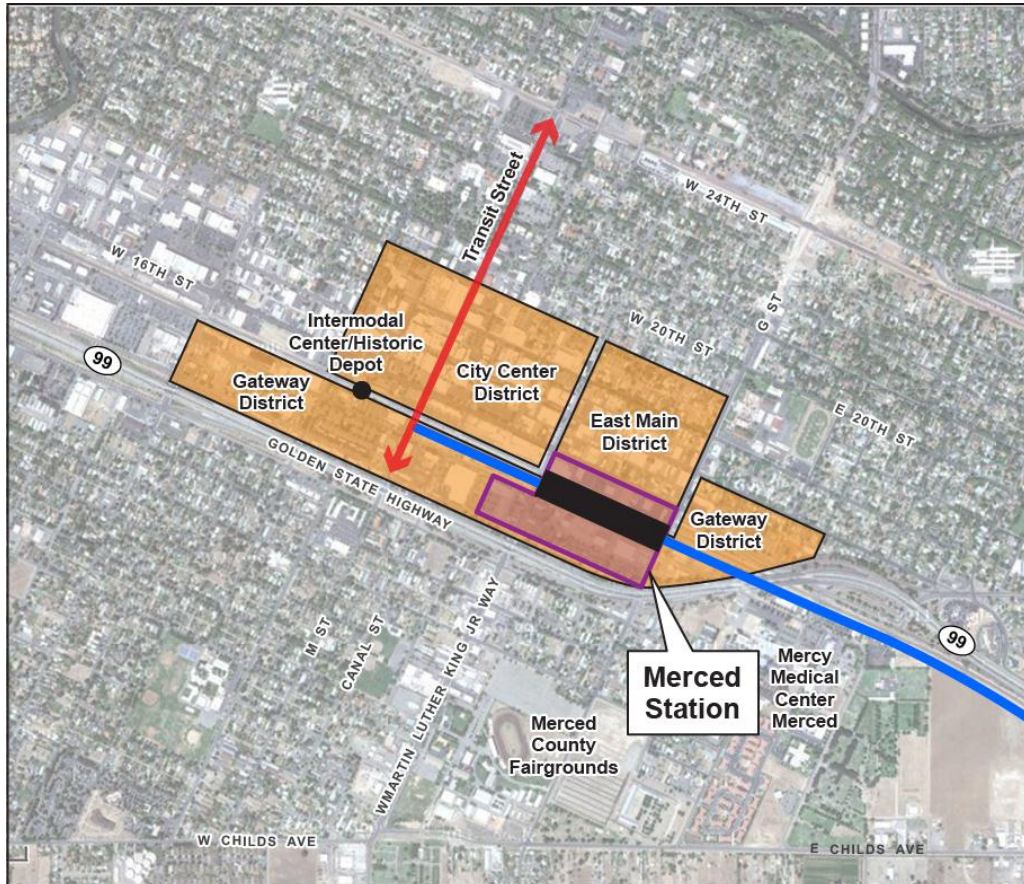 Transit Street
W 24TH ST
W 16TH ST
G ST
W 20TH ST
E 20TH ST
Intermodal
Center/Historic
Depot
City Center
District
Gateway
District
East Main
District
99
GOLDEN STATE HIGHWAY
Gateway
District
M ST
CANAL ST
WMARTIN LUTHER KING JR WAY
99
Merced
Station
Mercy
Medical
Center
Merced
Merced
County
Fairgrounds
W CHILDS AVE
E CHILDS AVE